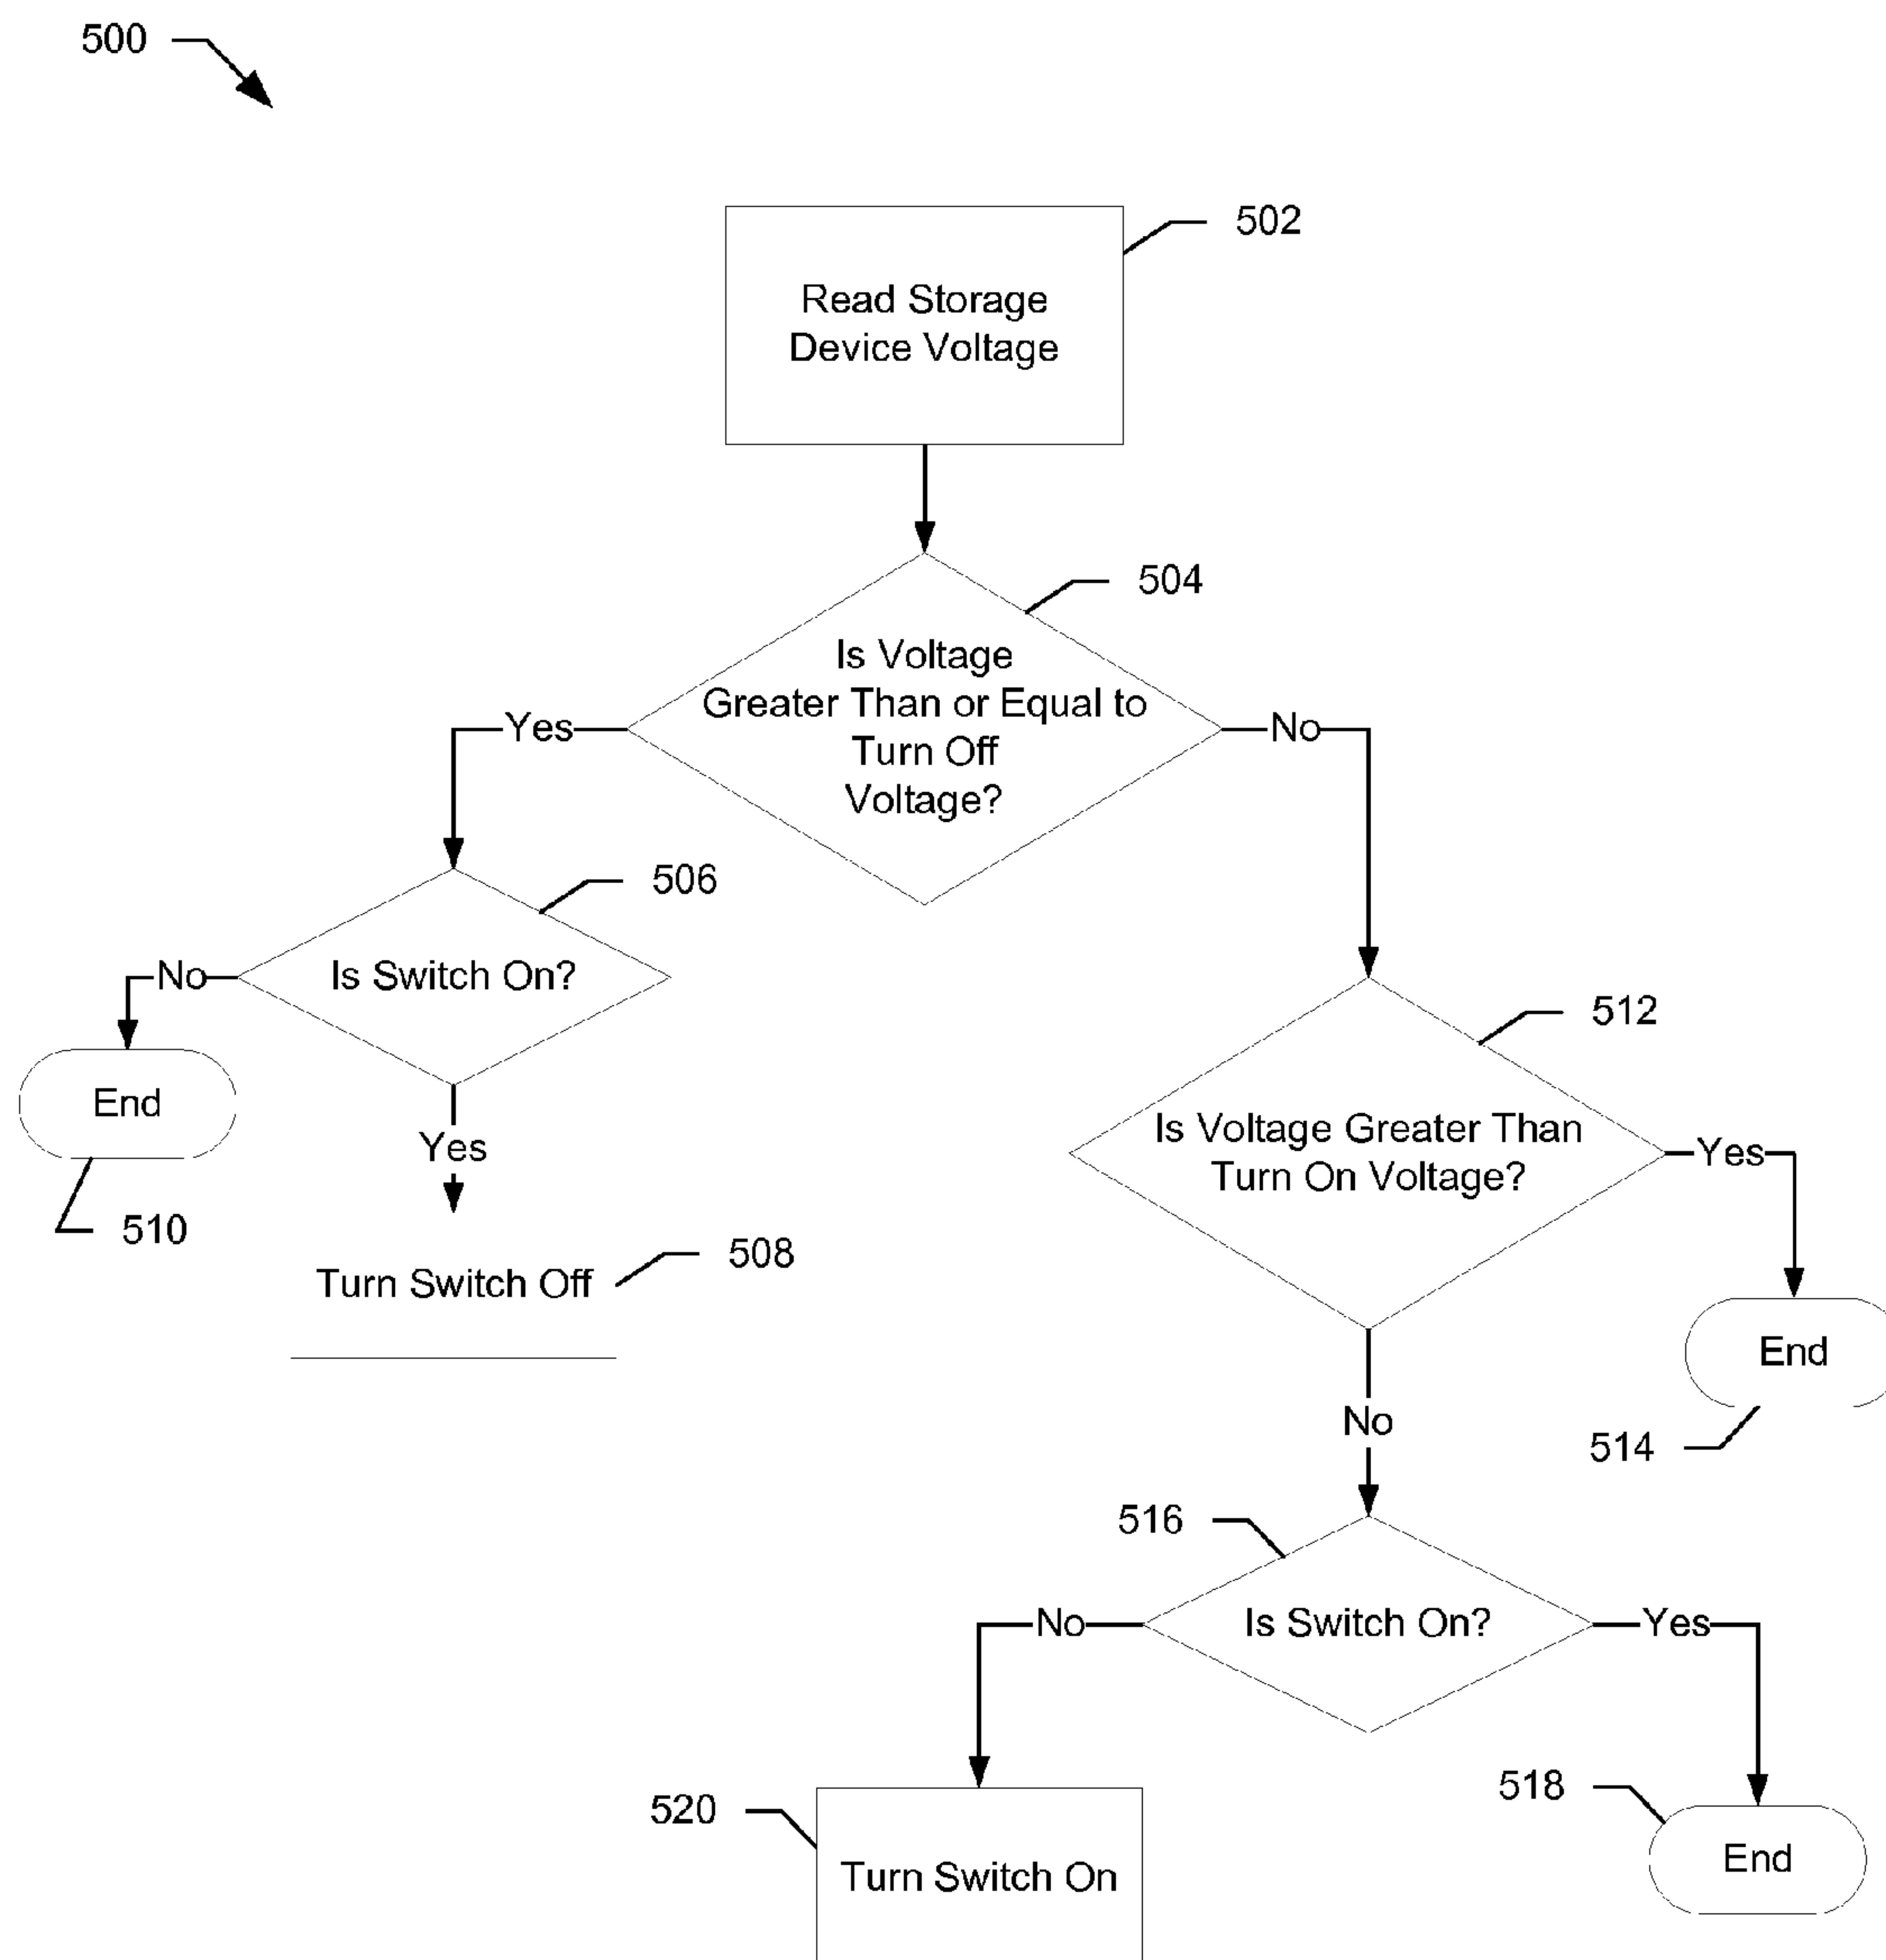 500
502
Read Storage
Device Voltage
504
Is Voltage
Greater Than or Equal to
Turn Off
Voltage?
Yes
No
506
Is Switch On?
No
End
510
Yes
508
Turn Switch Off
512
Is Voltage Greater Than
Turn On Voltage?
Yes
End
514
No
516
Is Switch On?
No
Yes
520
Turn Switch On
518
End